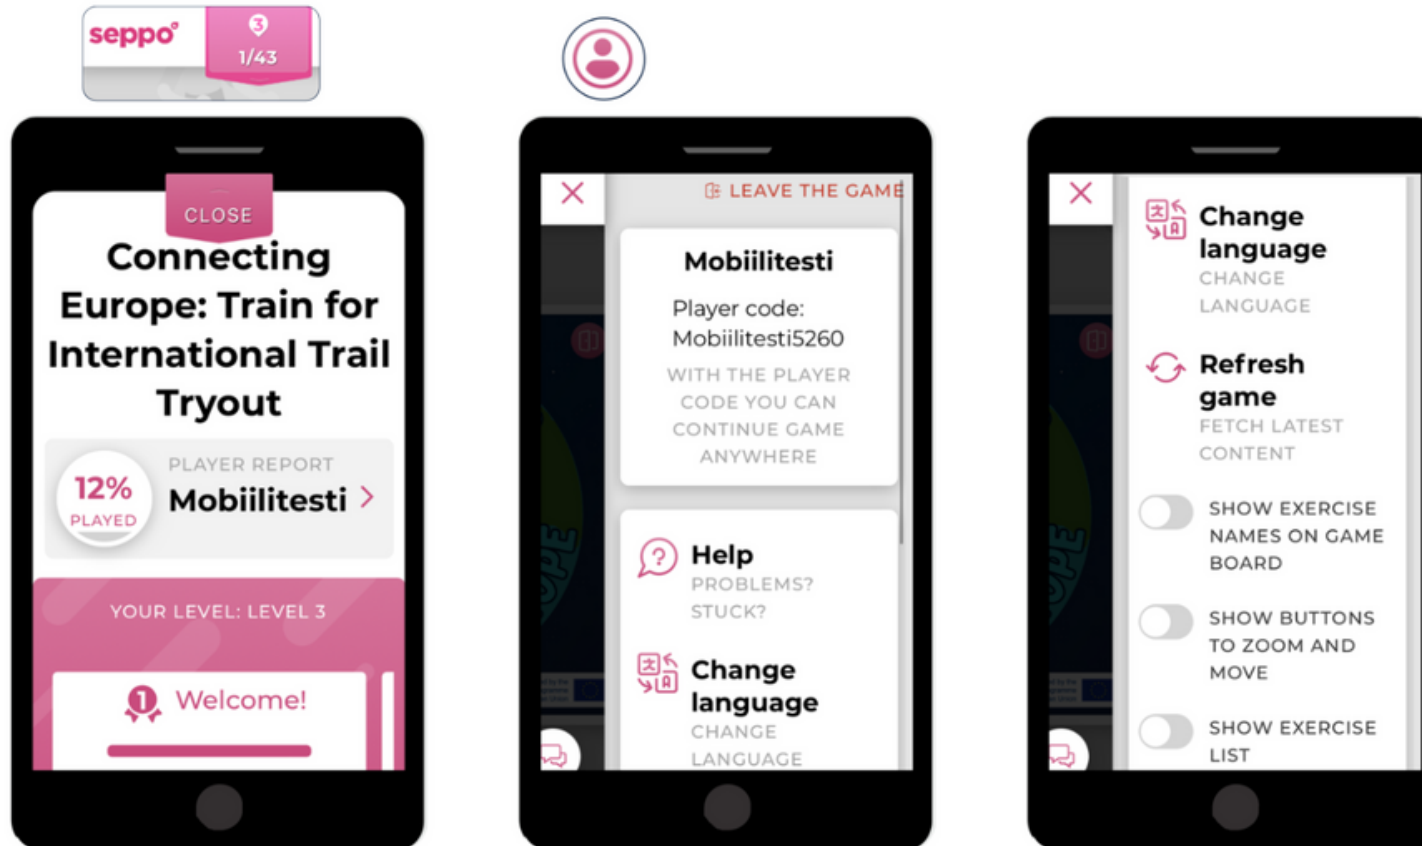 seppo
3
1/43
CLOSE
Connecting
Europe: Train for
International Trail
Tryout
12%
PLAYED
PLAYER REPORT
Mobiilitesti
YOUR LEVEL: LEVEL 3
1
Welcome!
LEAVE THE GAME
Mobiilitesti
Player code:
Mobiilitesti5260
WITH THE PLAYER
CODE YOU CAN
CONTINUE GAME
ANYWHERE
Help
PROBLEMS?
STUCK?
Change
language
CHANGE
LANGUAGE
Change
language
CHANGE
LANGUAGE
Refresh
game
FETCH LATEST
CONTENT
SHOW EXERCISE
NAMES ON GAME
BOARD
SHOW BUTTONS
TO ZOOM AND
MOVE
SHOW EXERCISE
LIST